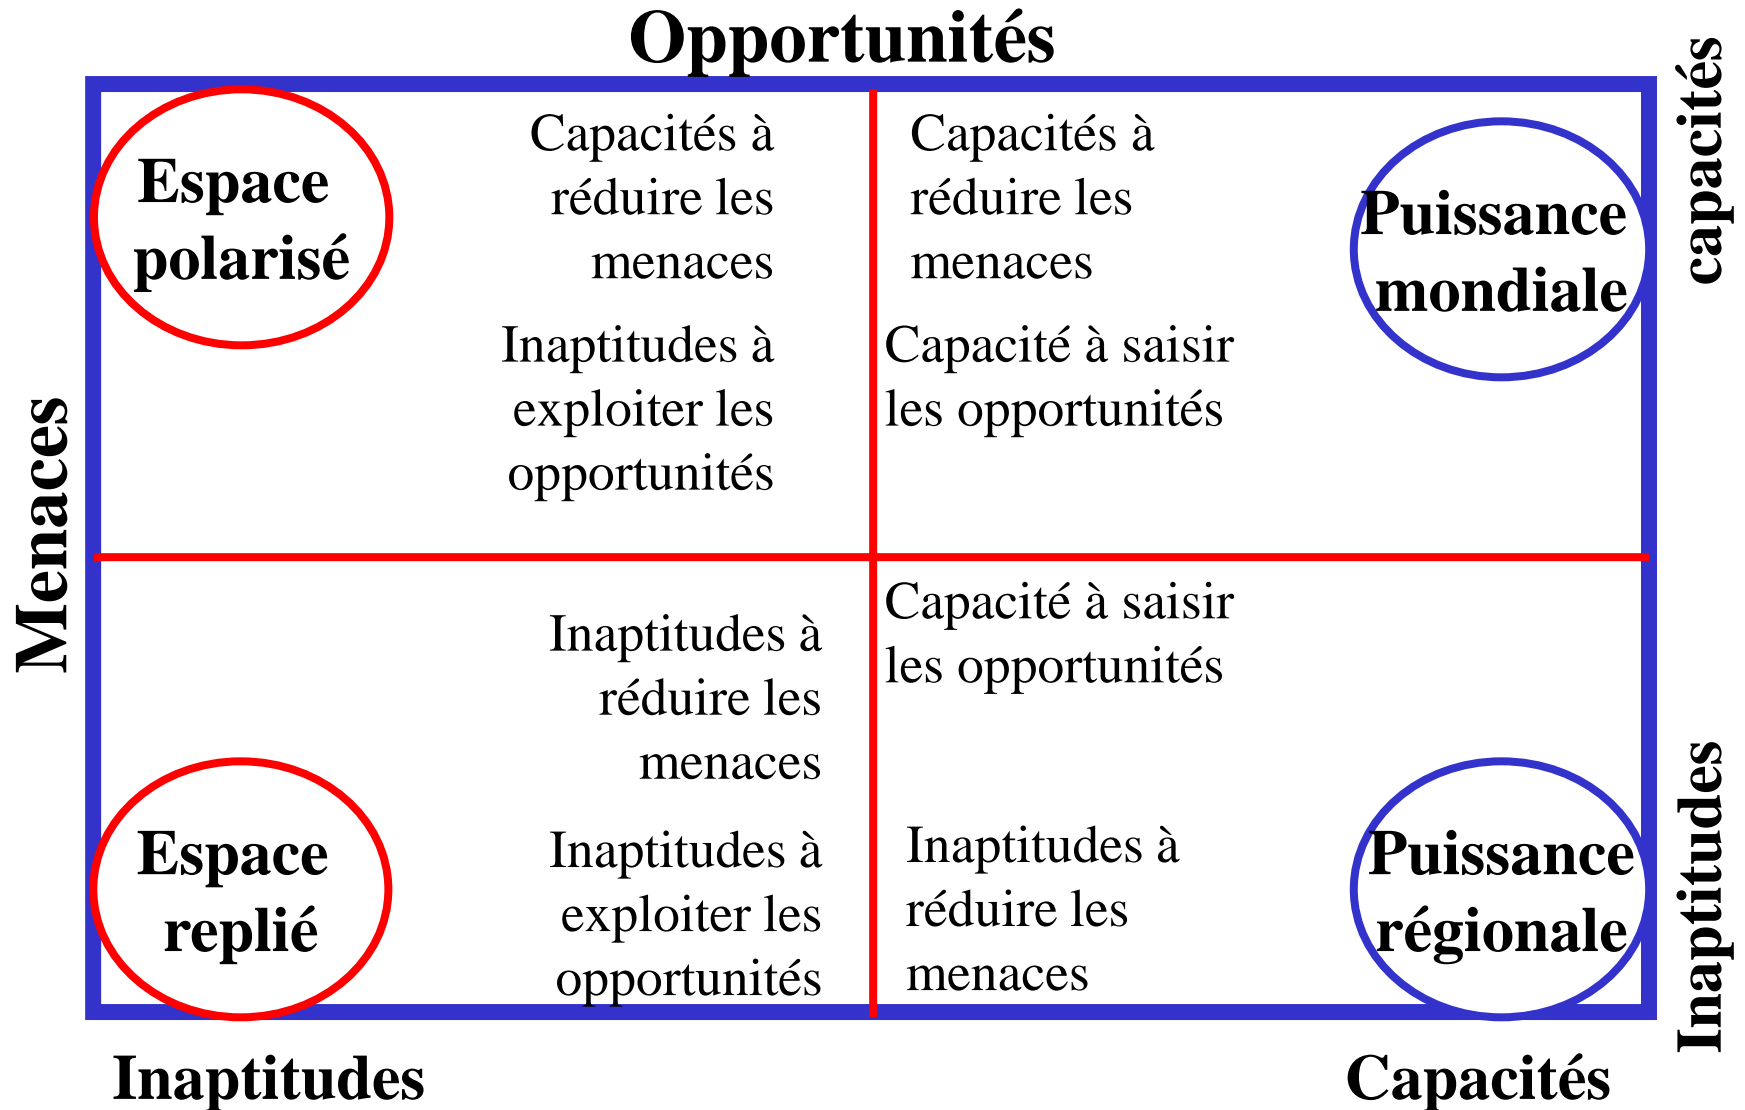 Opportunités
capacités
Menaces
Espace
polarisé
Capacités à
réduire les
menaces
Inaptitudes à
exploiter les
opportunités
Capacités à
réduire les
menaces
Capacité à saisir
les opportunités
Puissance
mondiale
Espace
replié
Inaptitudes à
réduire les
menaces
Inaptitudes à
exploiter les
opportunités
Capacité à saisir
les opportunités
Inaptitudes à
réduire les
menaces
Puissance
régionale
Inaptitudes
Inaptitudes
Capacités